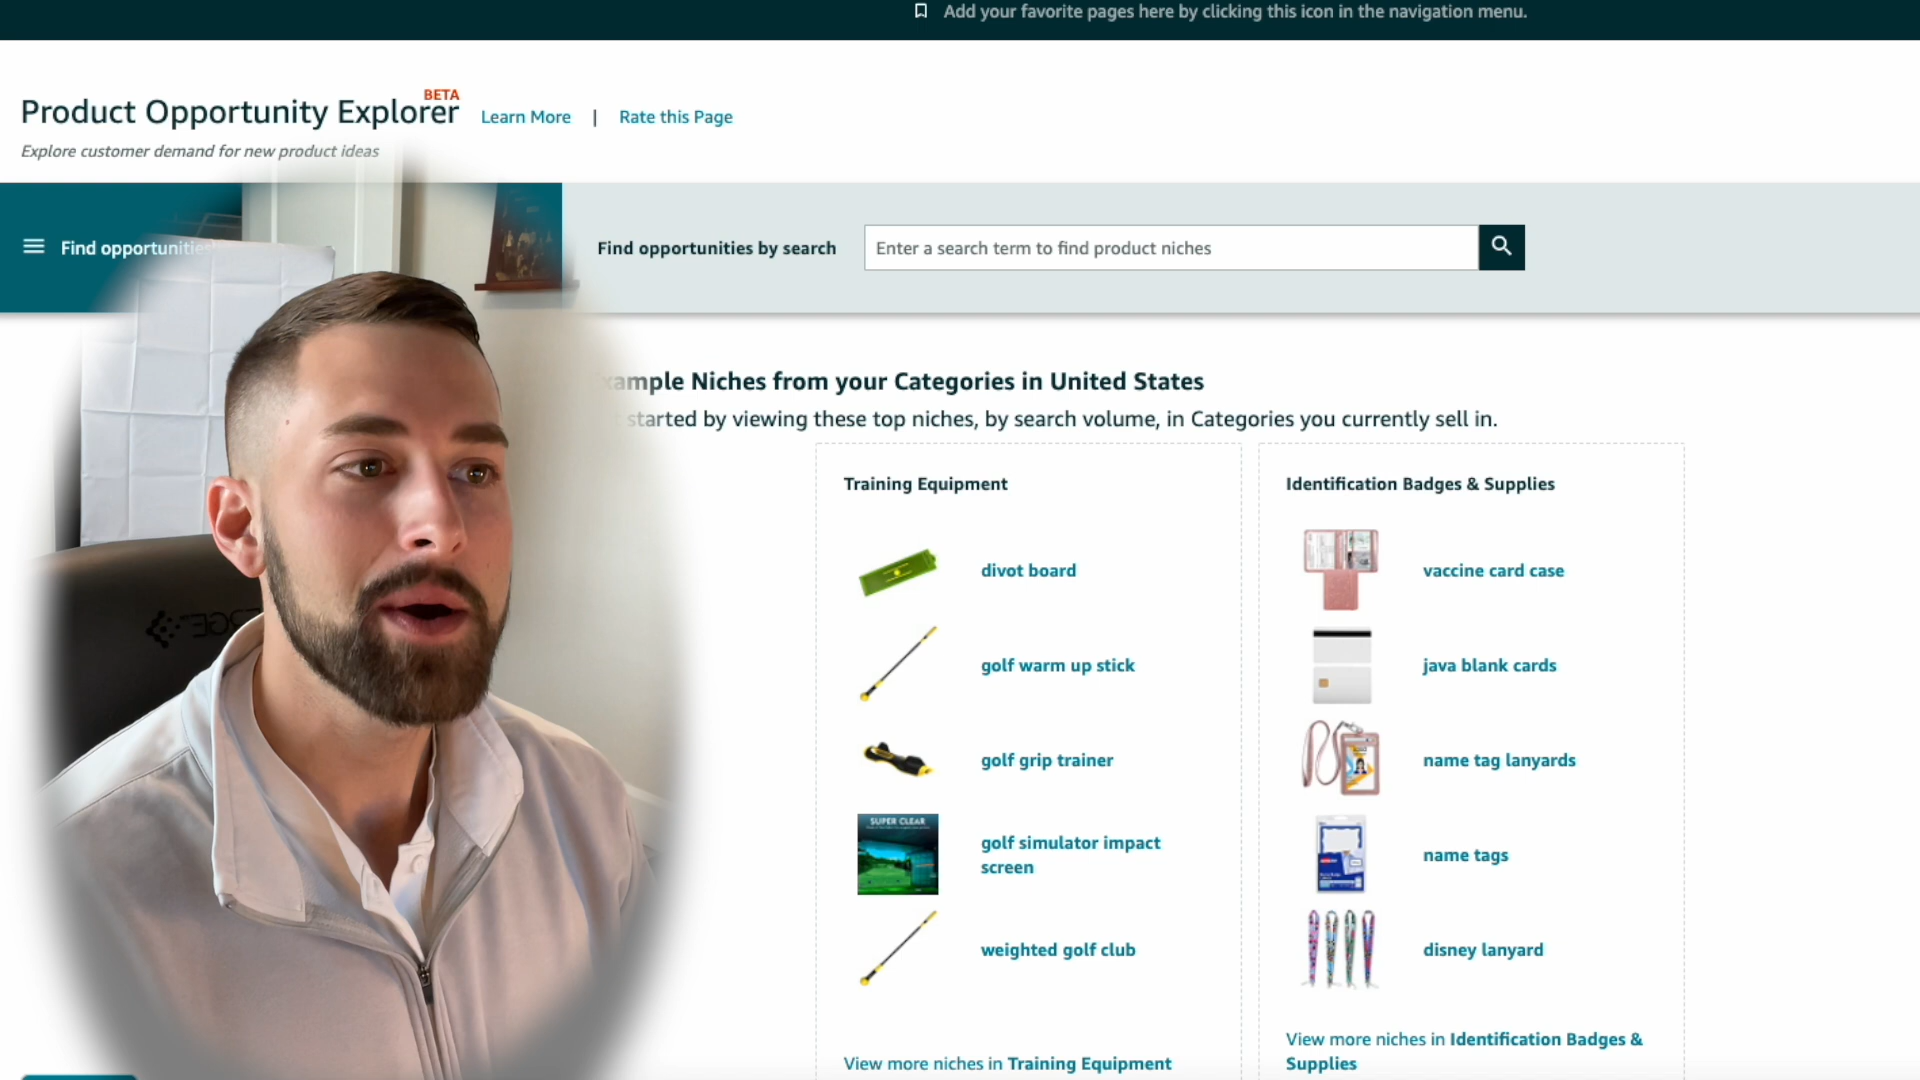 Add your favorite pages here by clicking this icon in the navigation menu.
BETA
Product Opportunity Explorer
Learn More | Rate this Page
Explore customer demand for new product ideas
Find opportunities
Find opportunities by search
Enter a search term to find product niches
xample Niches from your Categories in United States
started by viewing these top niches, by search volume, in Categories you currently sell in.
Training Equipment
divot board
golf warm up stick
golf grip trainer
SUPER CLEAR
golf simulator impact
screen
weighted golf club
View more niches in Training Equipment
Identification Badges & Supplies
vaccine card case
java blank cards
name tag lanyards
name tags
disney lanyard
View more niches in Identification Badges &
Supplies